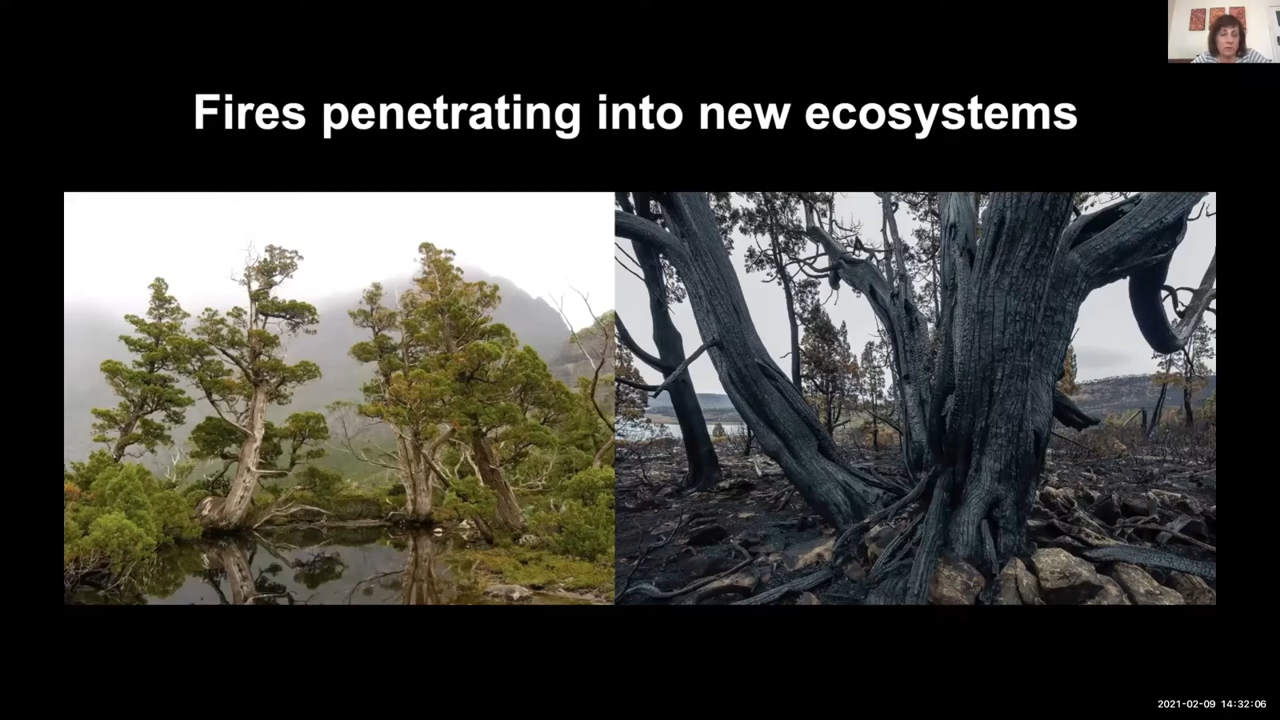 Fires penetrating into new ecosystems
2021-02-09 14:32:06